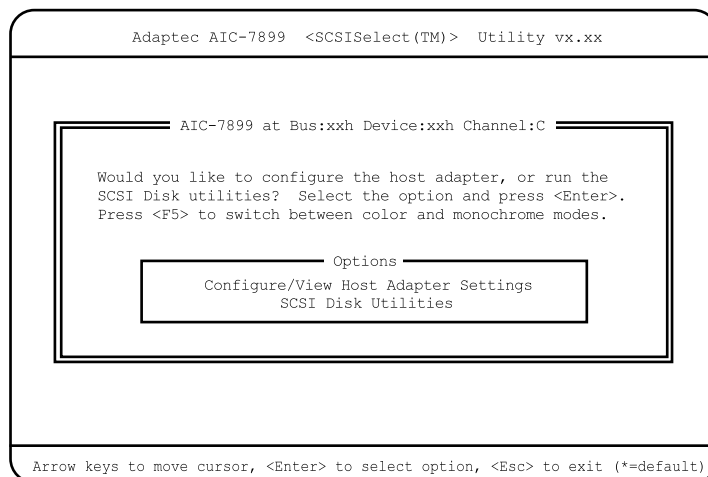 Adaptec AIC-7899 <SCSISelect(TM)> Utility vx.xx
AIC-7899 at Bus:xxh Device:xxh Channel:C
Would you like to configure the host adapter, or run the
SCSI Disk utilities? Select the option and press <Enter>.
Press <F5> to switch between color and monochrome modes.
Options
Configure/View Host Adapter Settings
SCSI Disk Utilities
Arrow keys to move cursor, <Enter> to select option, <Esc> to exit (*=default)